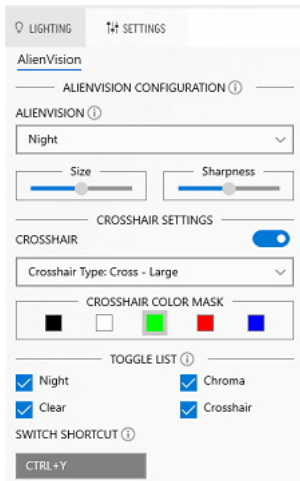 LIGHTING SETTINGS
AlienVision
ALIENVISION CONFIGURATION
ALIENVISION
Night
Size Sharpness
CROSSHAIR SETTINGS
CROSSHAIR
Crosshair Type: Cross - Large
CROSSHAIR COLOR MASK
TOGGLE LIST
Night Chroma
Clear Crosshair
SWITCH SHORTCUT
CTRL+Y